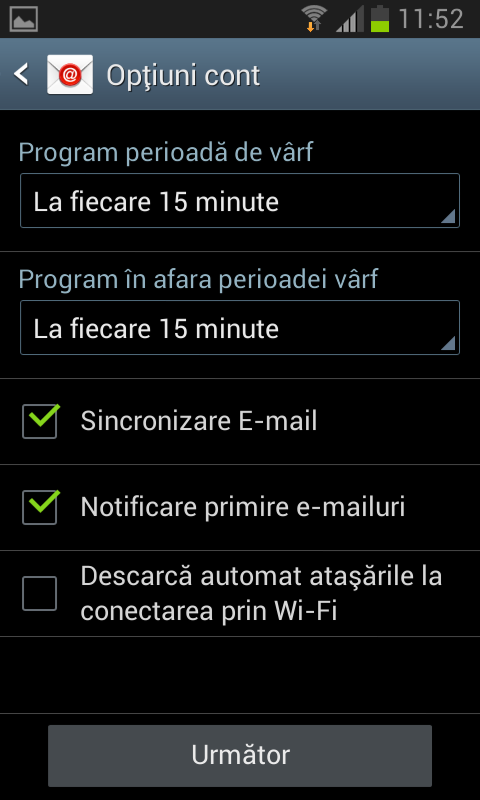 11:52
@
Opţiuni cont
Program perioadă de vârf
La fiecare 15 minute
Program în afara perioadei vârf
La fiecare 15 minute
Sincronizare E-mail
Notificare primire e-mailuri
Descarcă automat ataşările la
conectarea prin Wi-Fi
Următor